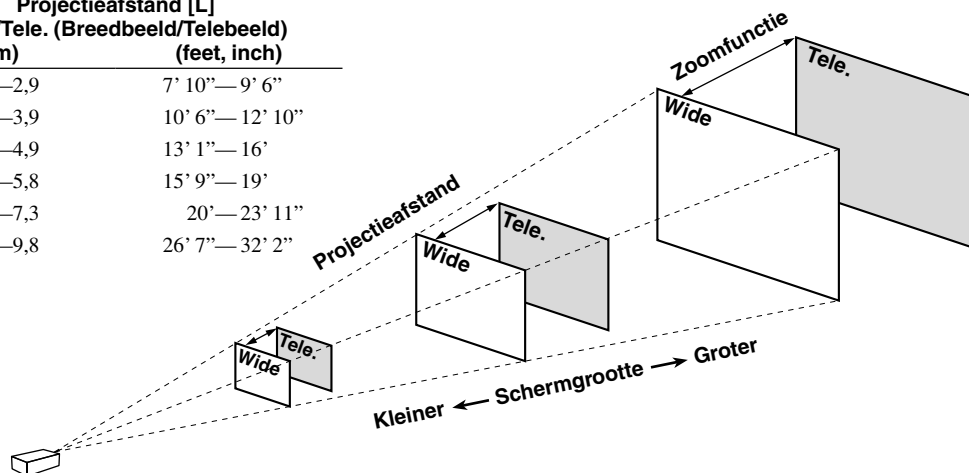 Projectieafstand [L]
/Tele. (Breedbeeld/Telebeeld)
m) (feet, inch)
—2,9 7’ 10”—9’ 6”
—3,9 10’ 6”—12’ 10”
—4,9 13’ 1”—16’
—5,8 15’ 9”—19’
—7,3 20’—23’ 11”
—9,8 26’ 7”—32’ 2”
Zoomfunctie
Tele.
Wide
Projectieafstand
Tele.
Wide
Tele.
Wide
Kleiner Schermgrootte Groter